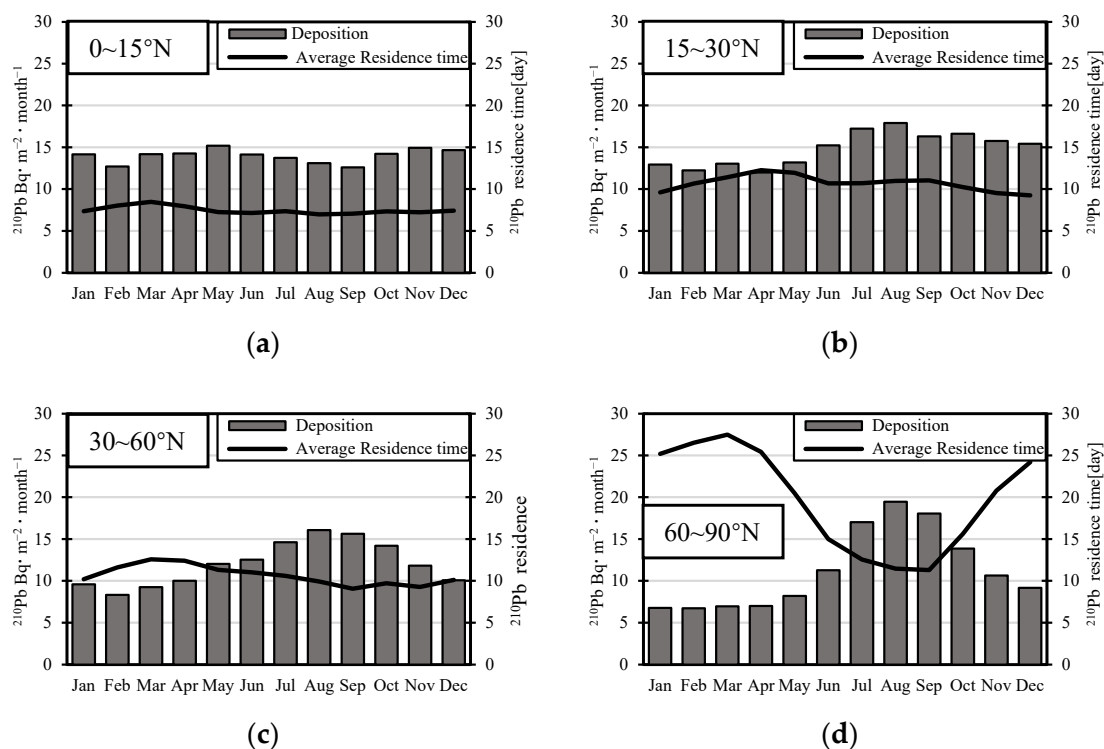 0~15°N
Deposition
Average Residence time
30
25
20
15
10
5
0
30
25
20
15
10
5
0
²¹⁰Pb Bq· m⁻² · month⁻¹
²¹⁰Pb residence time[day]
Jan Feb Mar Apr May Jun Jul Aug Sep Oct Nov Dec
(a)
15~30°N
Deposition
Average Residence time
30
25
20
15
10
5
0
30
25
20
15
10
5
0
²¹⁰Pb Bq· m⁻² · month⁻¹
²¹⁰Pb residence time[day]
Jan Feb Mar Apr May Jun Jul Aug Sep Oct Nov Dec
(b)
30~60°N
Deposition
Average Residence time
30
25
20
15
10
5
0
30
25
20
15
10
5
0
²¹⁰Pb Bq· m⁻² · month⁻¹
²¹⁰Pb residence
Jan Feb Mar Apr May Jun Jul Aug Sep Oct Nov Dec
(c)
60~90°N
Deposition
Average Residence time
30
25
20
15
10
5
0
30
25
20
15
10
5
0
²¹⁰Pb Bq· m⁻² · month⁻¹
²¹⁰Pb residence time[day]
Jan Feb Mar Apr May Jun Jul Aug Sep Oct Nov Dec
(d)